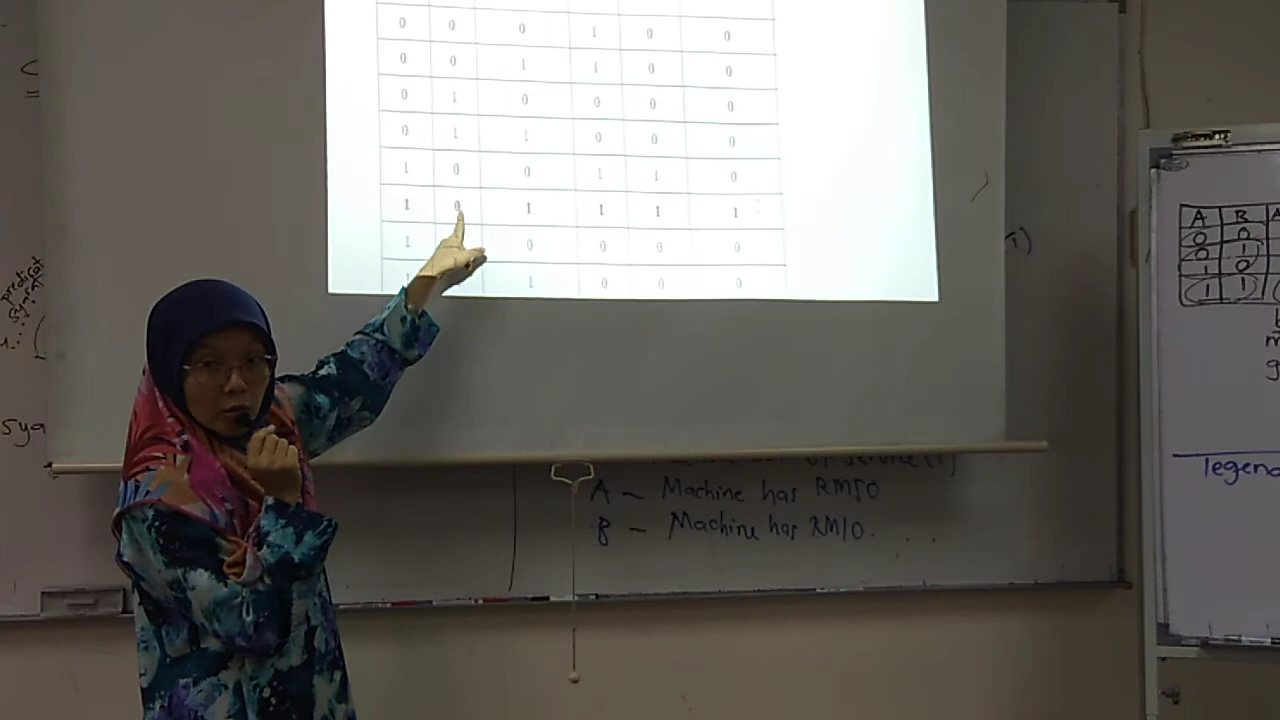 0 0 0 1 0 0
0 0 1 1 0 0
0 1 0 0 0 0
0 1 1 0 0 0
1 0 0 1 1 0
1 0 1 1 1 1
1 0 0 0 0
1 0 0 0
A - Machine has RM50
B - Machine has RM10.
A B A
0 0
0 1
1 0
1 1
legend
sya